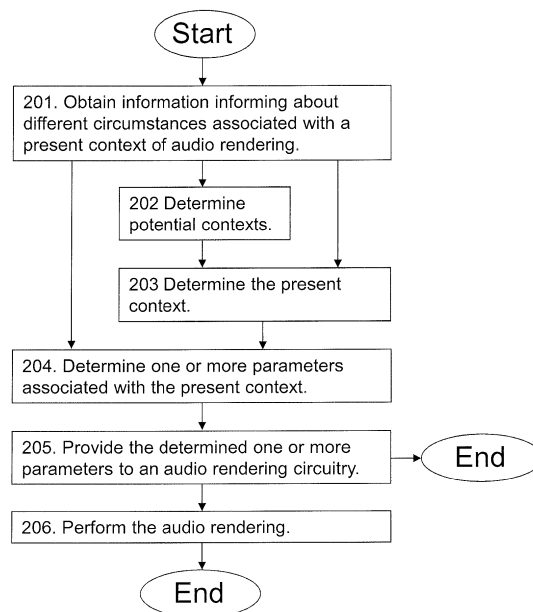 Start
201. Obtain information informing about
different circumstances associated with a
present context of audio rendering.
202 Determine
potential contexts.
203 Determine the present
context.
204. Determine one or more parameters
associated with the present context.
205. Provide the determined one or more
parameters to an audio rendering circuitry.
End
206. Perform the audio rendering.
End